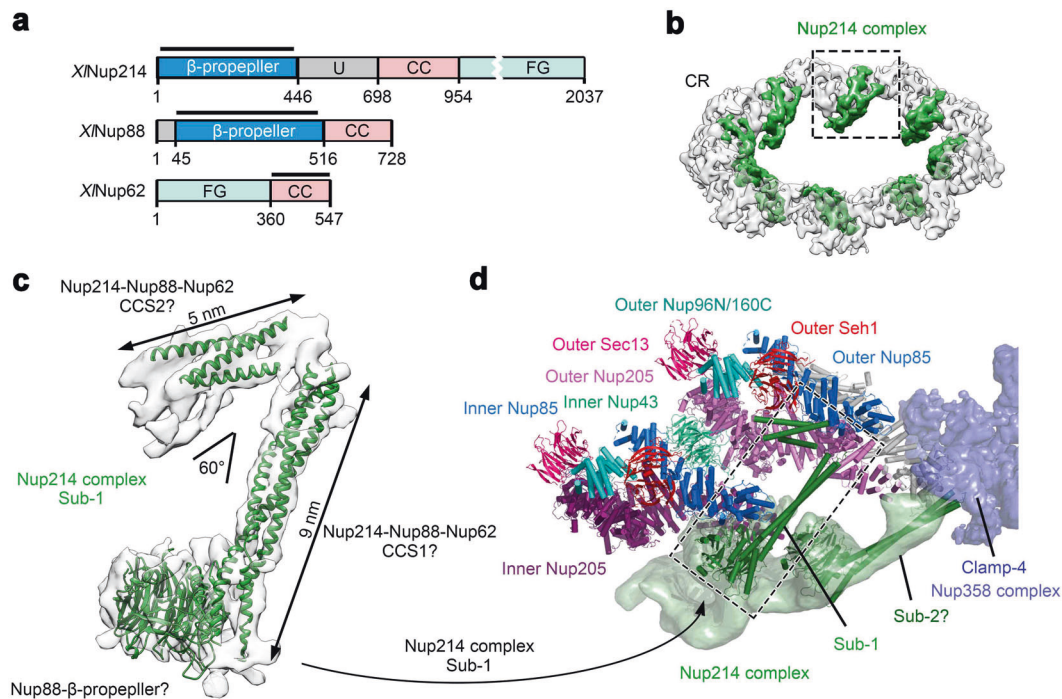 a
XlNup214
β-propepller
U
CC
FG
1 446 698 954 2037
XlNup88
β-propeller
CC
1 45 516 728
XlNup62
FG
CC
1 360 547
b
Nup214 complex
CR
c
Nup214-Nup88-Nup62
CCS2?
5 nm
60°
Nup214 complex
Sub-1
9 nm
Nup214-Nup88-Nup62
CCS1?
Nup88-β-propepller?
Nup214 complex
Sub-1
d
Outer Nup96N/160C
Outer Sec13
Outer Seh1
Outer Nup205
Outer Nup85
Inner Nup85
Inner Nup43
Inner Nup205
Clamp-4
Nup358 complex
Sub-2?
Sub-1
Nup214 complex